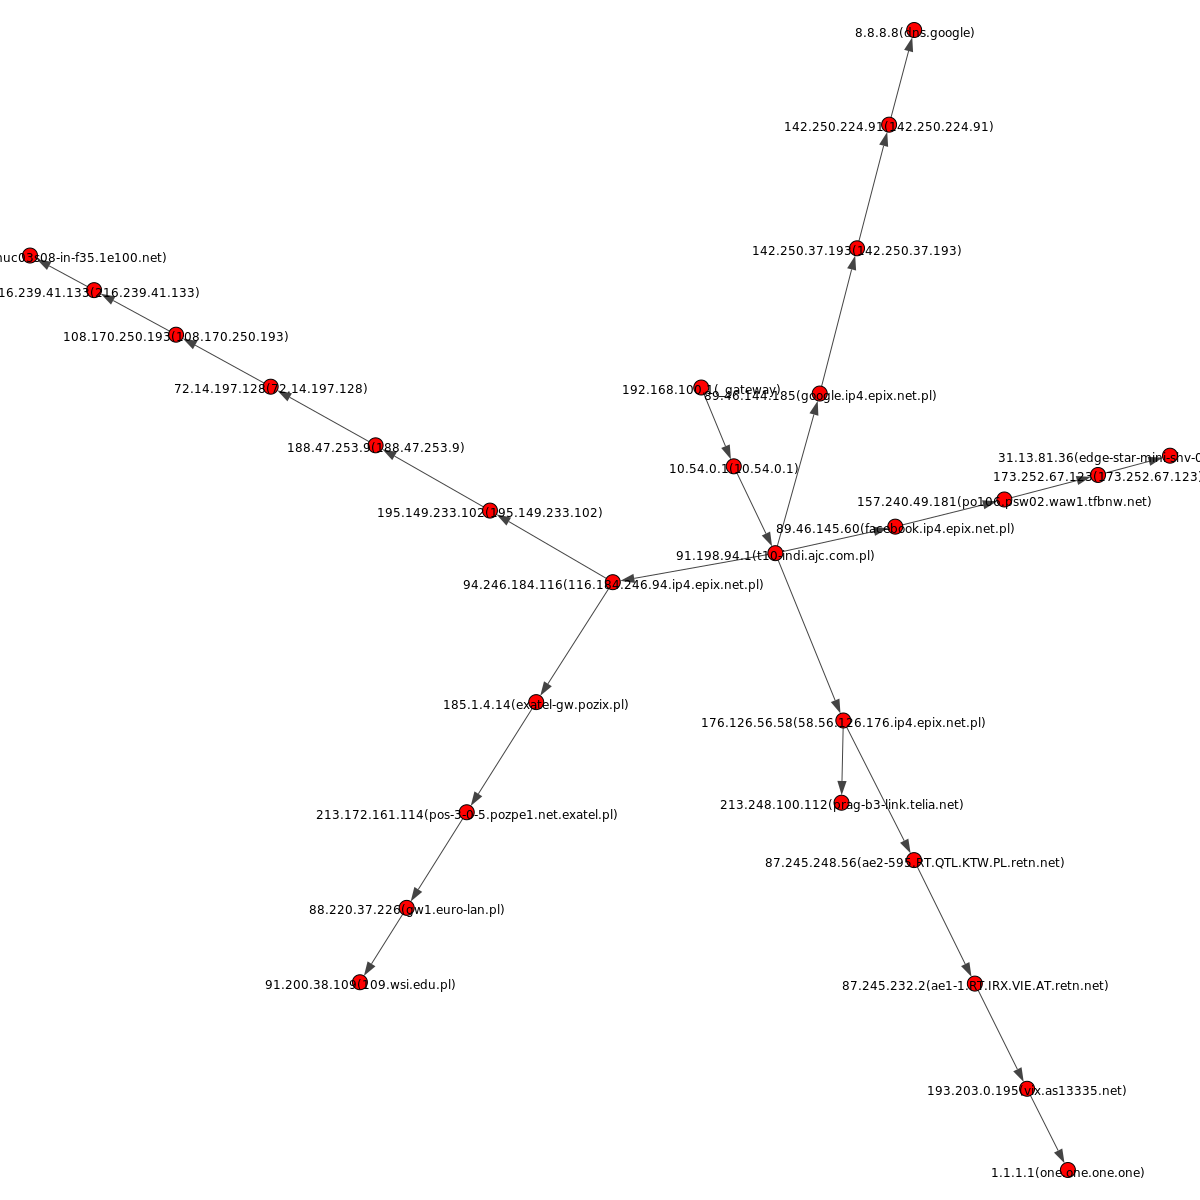 8.8.8.8(dns.google)
142.250.224.91(142.250.224.91)
142.250.37.193(142.250.37.193)
muc03s08-in-f35.1e100.net)
16.239.41.133(216.239.41.133)
108.170.250.193(108.170.250.193)
72.14.197.128(72.14.197.128)
192.168.100.1(_gateway)
89.46.144.185(google.ip4.epix.net.pl)
188.47.253.9(188.47.253.9)
31.13.81.36(edge-star-mini-shv-0
10.54.0.1(10.54.0.1)
173.252.67.123(173.252.67.123)
157.240.49.181(po106.psw02.waw1.tfbnw.net)
195.149.233.102(195.149.233.102)
89.46.145.60(facebook.ip4.epix.net.pl)
91.198.94.1(t10-indi.ajc.com.pl)
94.246.184.116(116.184.246.94.ip4.epix.net.pl)
185.1.4.14(exatel-gw.pozix.pl)
176.126.56.58(58.56.126.176.ip4.epix.net.pl)
213.248.100.112(prag-b3-link.telia.net)
213.172.161.114(pos-3-0-5.pozpe1.net.exatel.pl)
87.245.248.56(ae2-595.RT.QTL.KTW.PL.retn.net)
88.220.37.226(gw1.euro-lan.pl)
91.200.38.109(109.wsi.edu.pl)
87.245.232.2(ae1-1.RT.IRX.VIE.AT.retn.net)
193.203.0.195(vix.as13335.net)
1.1.1.1(one.one.one.one)